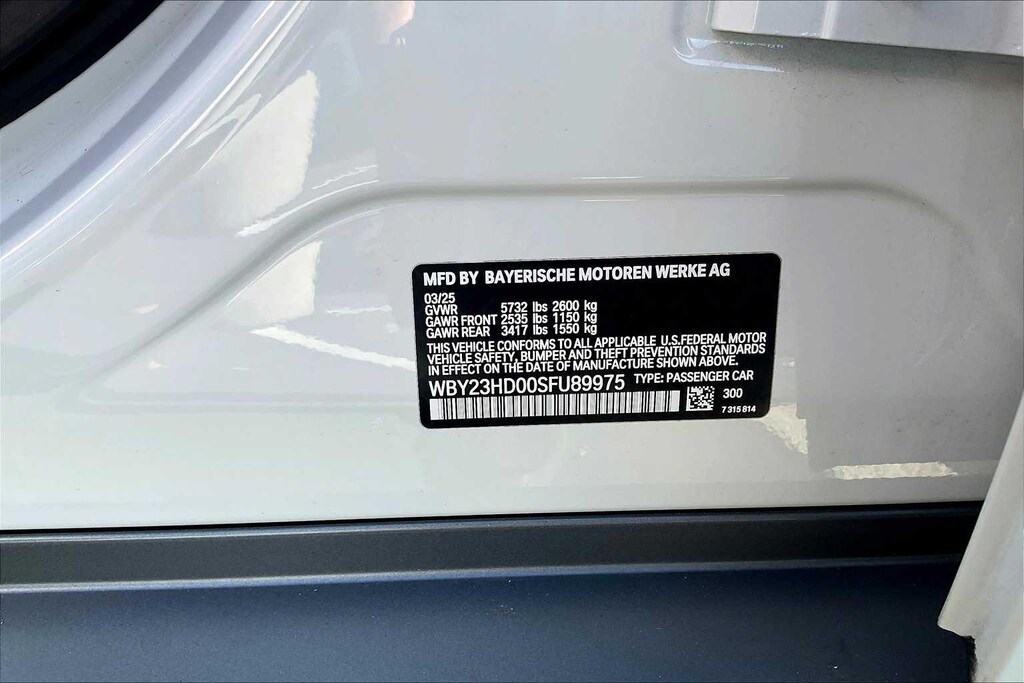 MFD BY BAYERISCHE MOTOREN WERKE AG
03/25
GVWR 5732 lbs 2600 kg
GAWR FRONT 2535 lbs 1150 kg
GAWR REAR 3417 lbs 1550 kg
THIS VEHICLE CONFORMS TO ALL APPLICABLE U.S.FEDERAL MOTOR
VEHICLE SAFETY, BUMPER AND THEFT PREVENTION STANDARDS
IN EFFECT ON THE DATE OF MANUFACTURE SHOWN ABOVE.
WBY23HD00SFU89975 TYPE: PASSENGER CAR
300
7 315 814